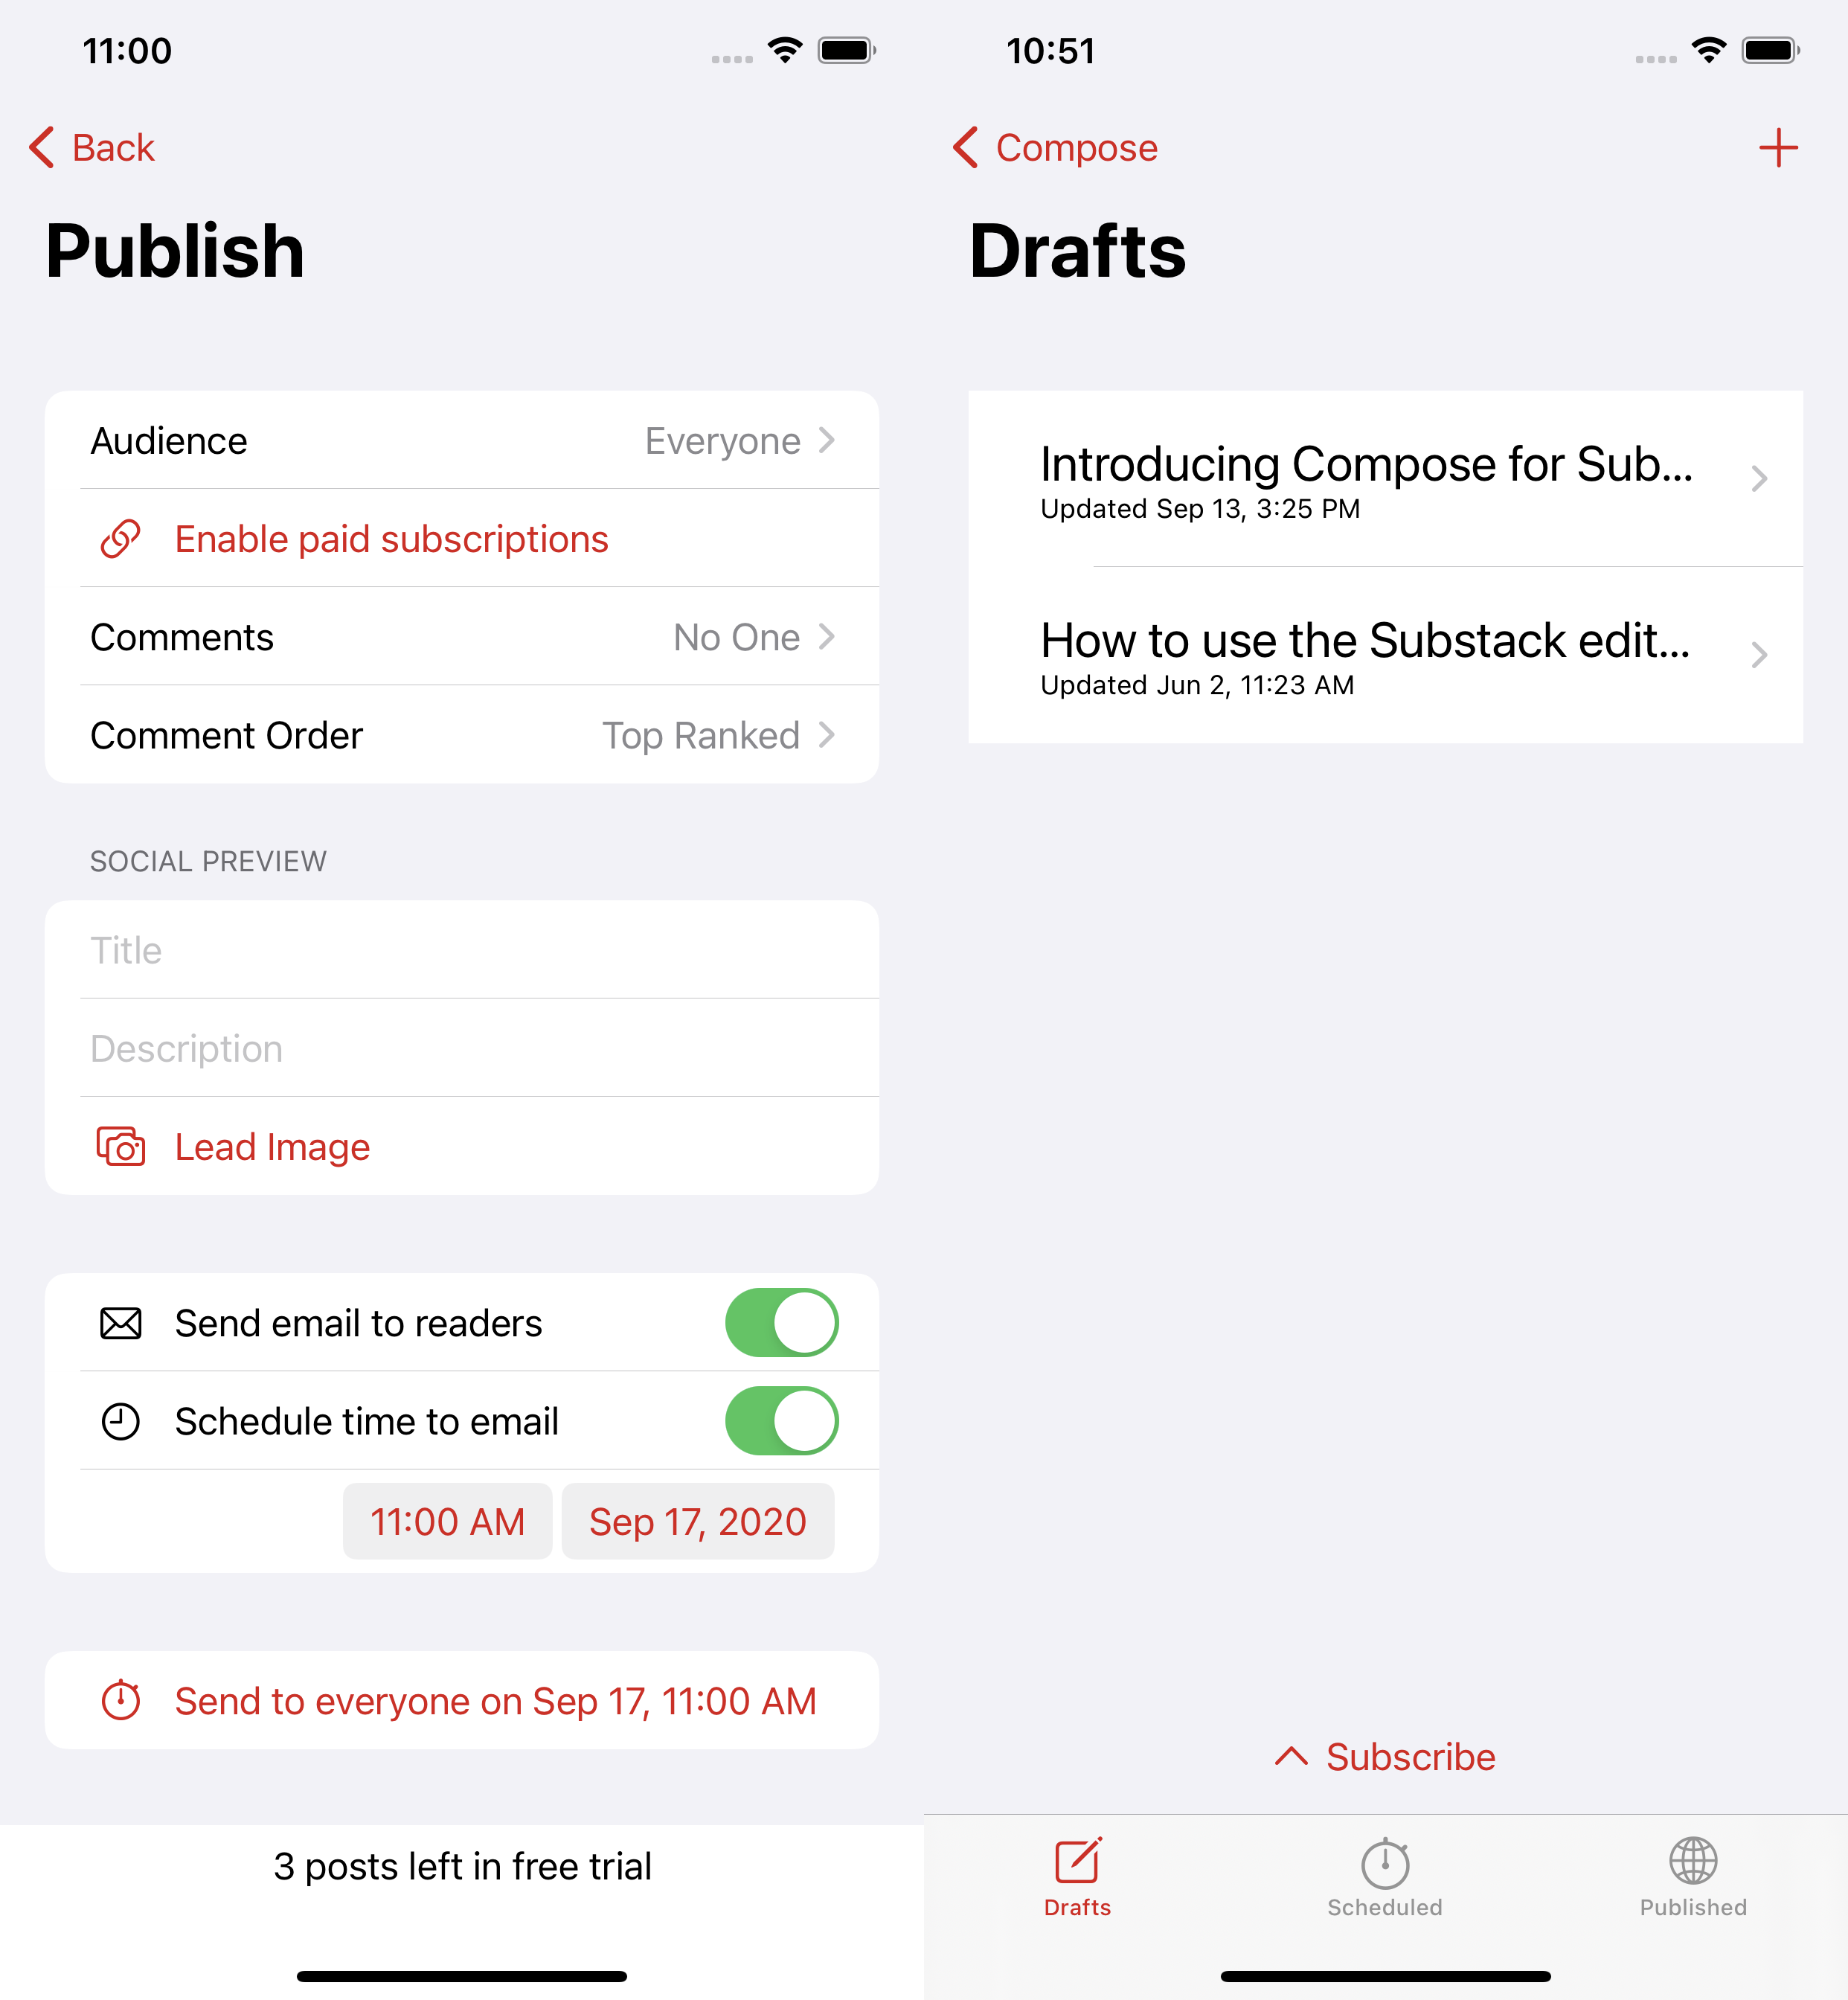 11:00
Back
Publish
Audience
Everyone
Enable paid subscriptions
Comments
No One
Comment Order
Top Ranked
SOCIAL PREVIEW
Title
Description
Lead Image
Send email to readers
Schedule time to email
11:00 AM
Sep 17, 2020
Send to everyone on Sep 17, 11:00 AM
3 posts left in free trial
10:51
Compose
Drafts
Introducing Compose for Sub...
Updated Sep 13, 3:25 PM
How to use the Substack edit...
Updated Jun 2, 11:23 AM
Subscribe
Drafts
Scheduled
Published